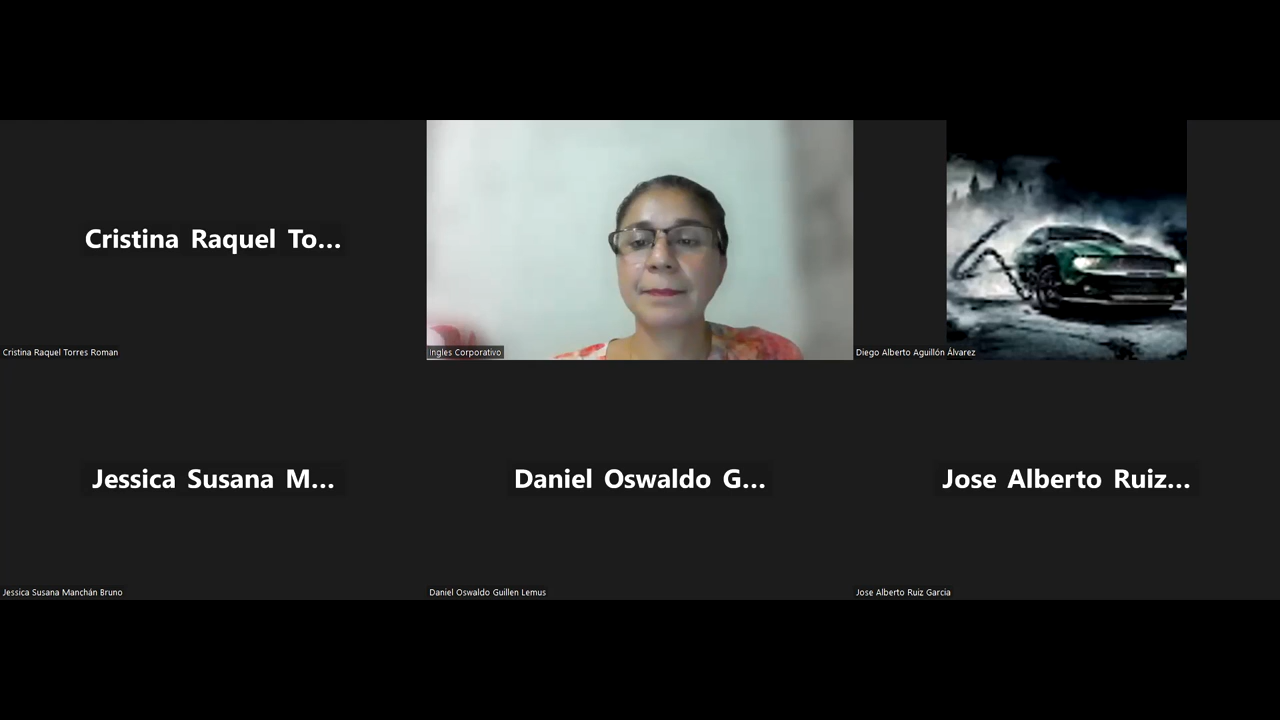 Cristina Raquel To...
Cristina Raquel Torres Roman
Ingles Corporativo
Diego Alberto Aguillón Álvarez
Jessica Susana M...
Daniel Oswaldo G...
Jose Alberto Ruiz...
Jessica Susana Manchán Bruno
Daniel Oswaldo Guillen Lemus
Jose Alberto Ruiz Garcia